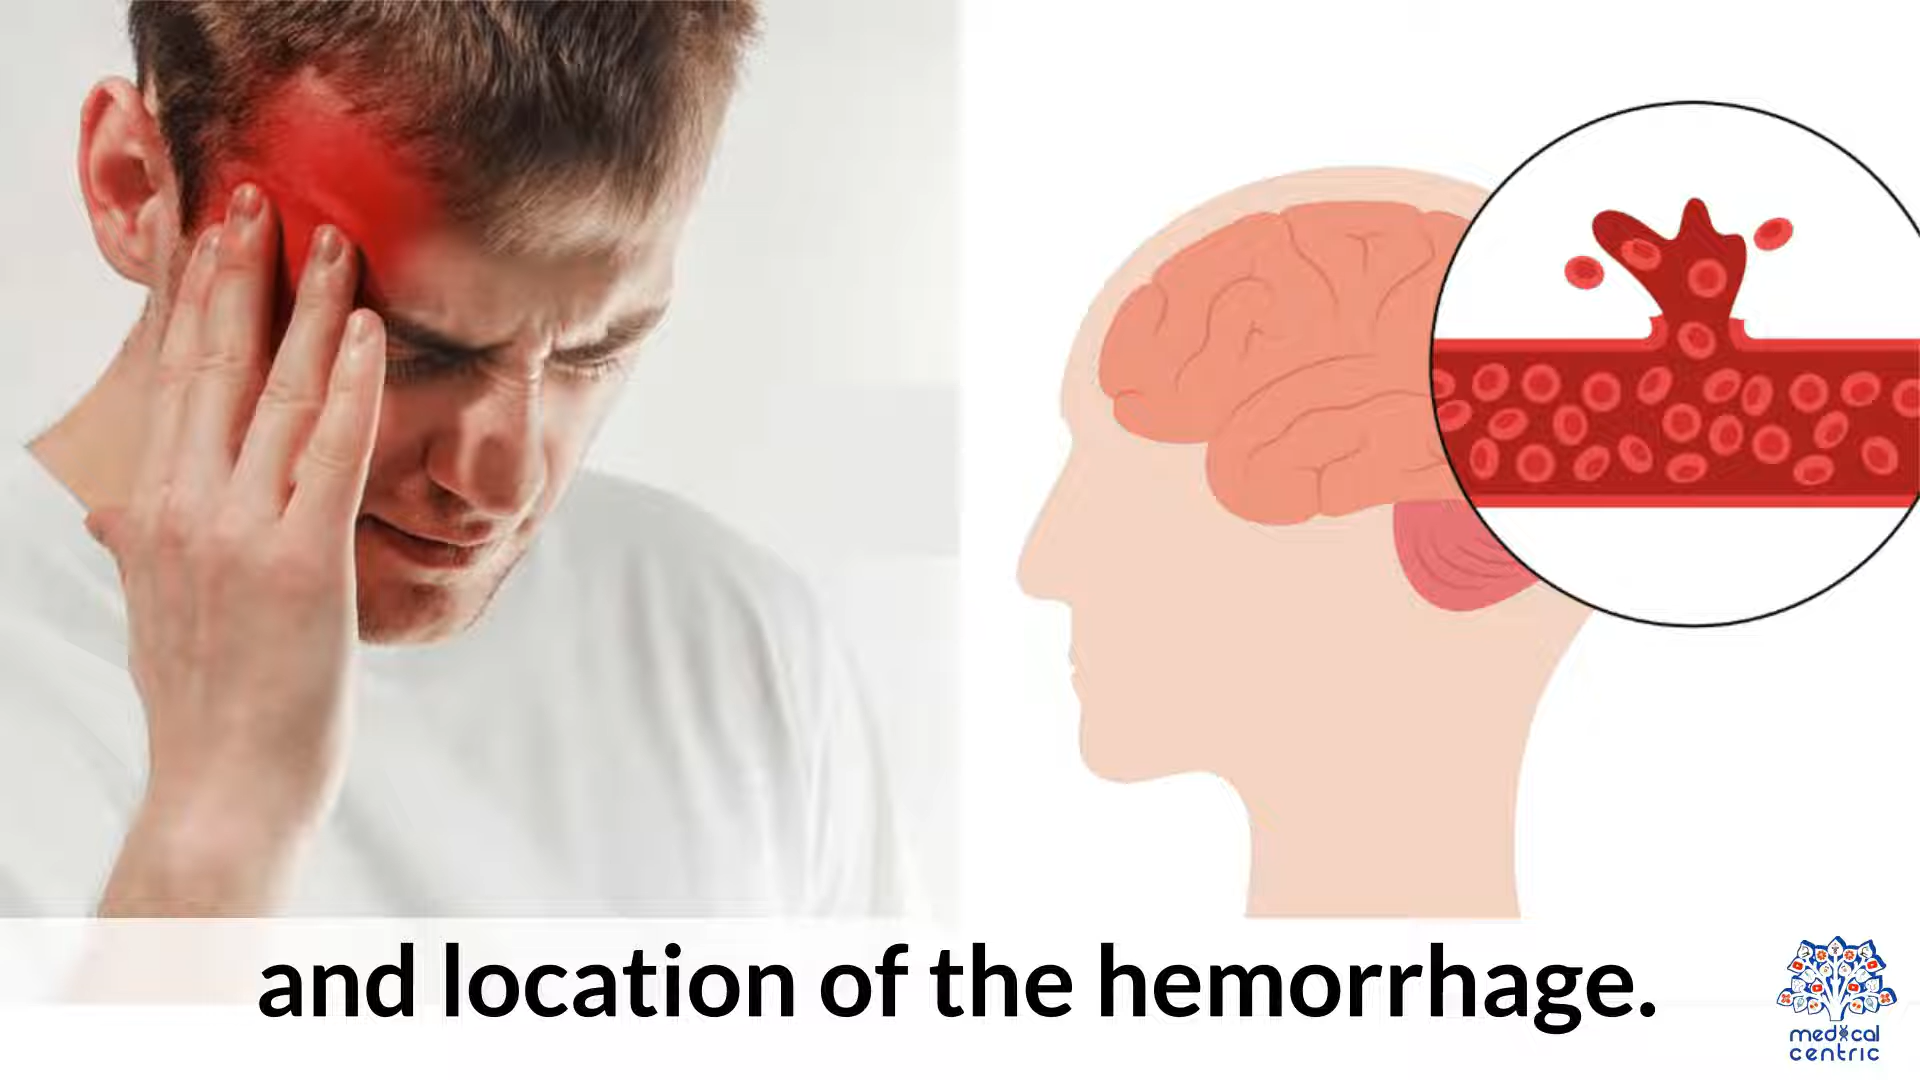 and location of the hemorrhage.
medical
centric